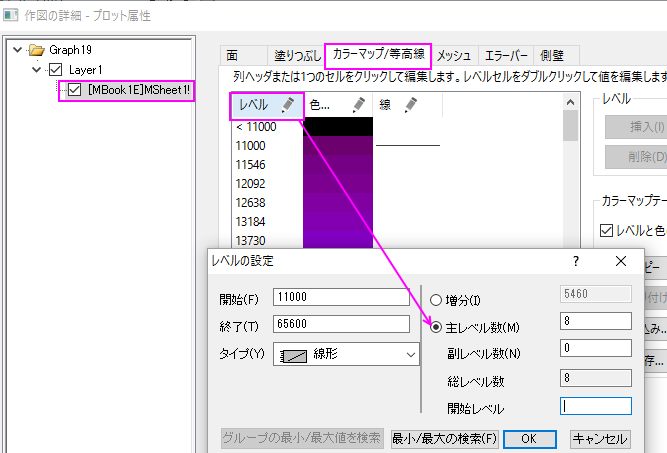 作図の詳細 - プロット属性
Graph19
Layer1
[MBook1E]MSheet1!
面 塗りつぶし カラーマップ/等高線 メッシュ エラーバー 側壁
列ヘッダまたは1つのセルをクリックして編集します。レベルセルをダブルクリックして値を編集します
レベル 色... 線
< 11000
11000
11546
12092
12638
13184
13730
レベル
挿入(I)
削除(D)
カラーマップテー
レベルと色
ピー
り付け
込み..
存...
レベルの設定 ?
開始(F) 11000
終了(T) 65600
タイプ(Y) 線形
増分(I) 5460
主レベル数(M) 8
副レベル数(N) 0
総レベル数 8
開始レベル
グループの最小/最大値を検索 最小/最大の検索(F) OK キャンセル